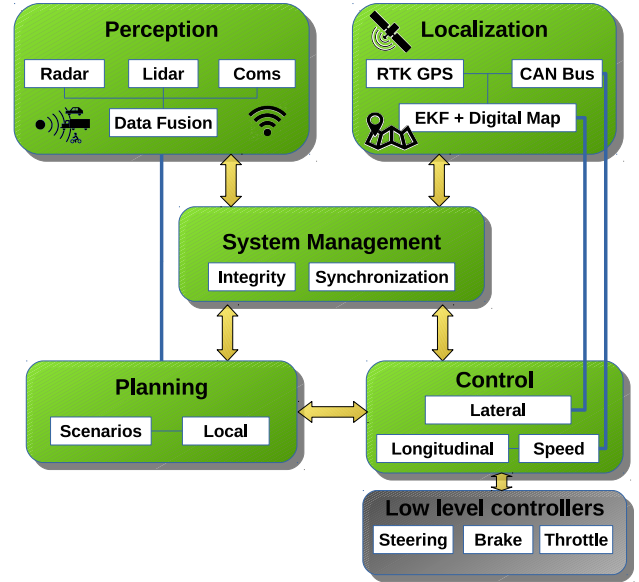 Perception
Radar
Lidar
Coms
Data Fusion
Localization
RTK GPS
CAN Bus
EKF + Digital Map
System Management
Integrity
Synchronization
Planning
Scenarios
Local
Control
Lateral
Longitudinal
Speed
Low level controllers
Steering
Brake
Throttle